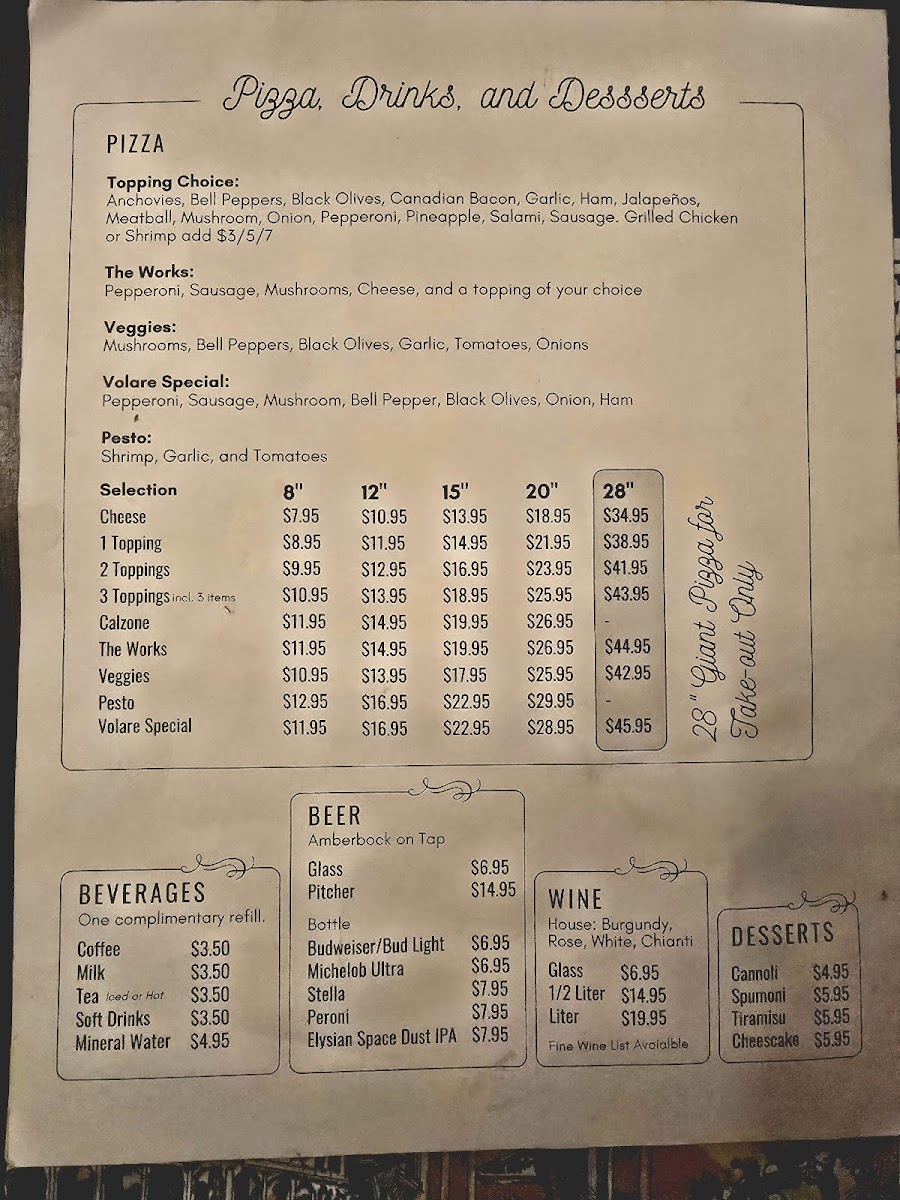 Pizza, Drinks, and Dessserts
PIZZA
Topping Choice:
Anchovies, Bell Peppers, Black Olives, Canadian Bacon, Garlic, Ham, Jalapeños,
Meatball, Mushroom, Onion, Pepperoni, Pineapple, Salami, Sausage. Grilled Chicken
or Shrimp add $3/5/7
The Works:
Pepperoni, Sausage, Mushrooms, Cheese, and a topping of your choice
Veggies:
Mushrooms, Bell Peppers, Black Olives, Garlic, Tomatoes, Onions
Volare Special:
Pepperoni, Sausage, Mushroom, Bell Pepper, Black Olives, Onion, Ham
Pesto:
Shrimp, Garlic, and Tomatoes
Selection 8" 12" 15" 20" 28"
Cheese $7.95 $10.95 $13.95 $18.95 $34.95
1 Topping $8.95 $11.95 $14.95 $21.95 $38.95
2 Toppings $9.95 $12.95 $16.95 $23.95 $41.95
3 Toppings incl. 3 items $10.95 $13.95 $18.95 $25.95 $43.95
Calzone $11.95 $14.95 $19.95 $26.95 -
The Works $11.95 $14.95 $19.95 $26.95 $44.95
Veggies $10.95 $13.95 $17.95 $25.95 $42.95
Pesto $12.95 $16.95 $22.95 $29.95 -
Volare Special $11.95 $16.95 $22.95 $28.95 $45.95
28" Giant Pizza for
Take-out Only
BEVERAGES
One complimentary refill.
Coffee $3.50
Milk $3.50
Tea Iced or Hot $3.50
Soft Drinks $3.50
Mineral Water $4.95
BEER
Amberbock on Tap
Glass $6.95
Pitcher $14.95
Bottle
Budweiser/Bud Light $6.95
Michelob Ultra $6.95
Stella $7.95
Peroni $7.95
Elysian Space Dust IPA $7.95
WINE
House: Burgundy,
Rose, White, Chianti
Glass $6.95
1/2 Liter $14.95
Liter $19.95
Fine Wine List Avaialble
DESSERTS
Cannoli $4.95
Spumoni $5.95
Tiramisu $5.95
Cheescake $5.95